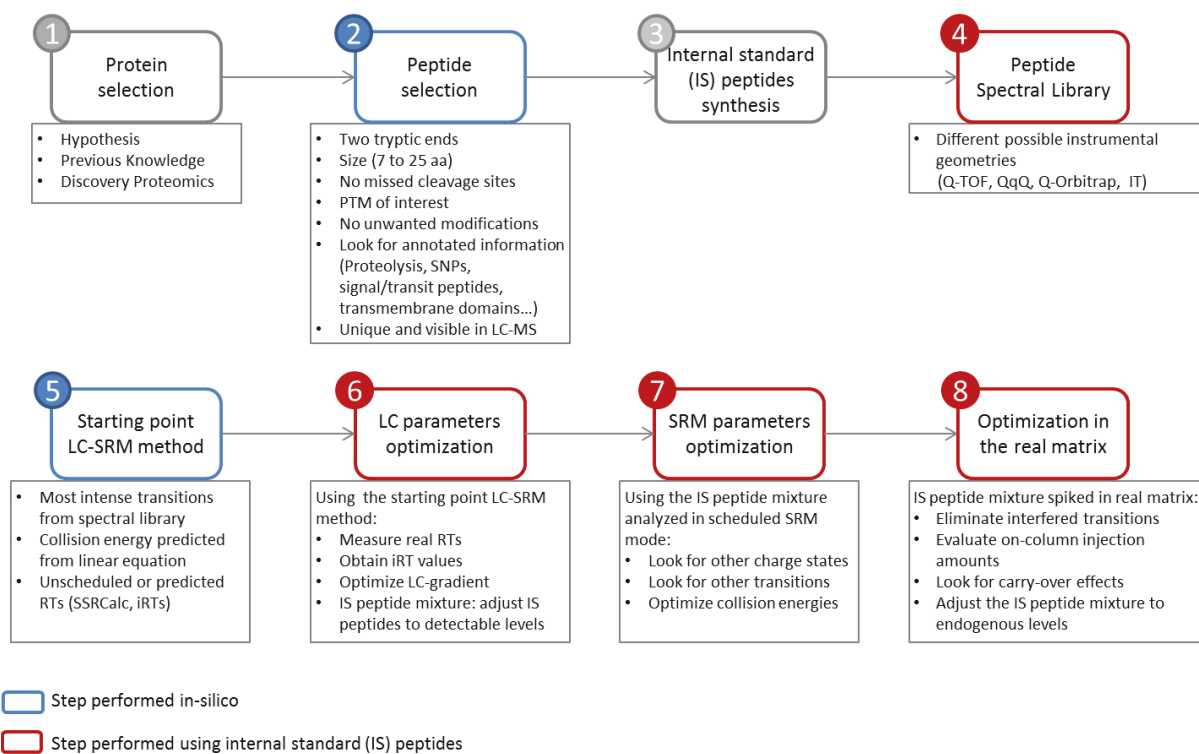 1
Protein
selection
• Hypothesis
• Previous Knowledge
• Discovery Proteomics
2
Peptide
selection
• Two tryptic ends
• Size (7 to 25 aa)
• No missed cleavage sites
• PTM of interest
• No unwanted modifications
• Look for annotated information
(Proteolysis, SNPs,
signal/transit peptides,
transmembrane domains...)
• Unique and visible in LC-MS
3
Internal standard
(IS) peptides
synthesis
4
Peptide
Spectral Library
• Different possible instrumental
geometries
(Q-TOF, QqQ, Q-Orbitrap, IT)
5
Starting point
LC-SRM method
• Most intense transitions
from spectral library
• Collision energy predicted
from linear equation
• Unscheduled or predicted
RTs (SSRCalc, iRTs)
6
LC parameters
optimization
Using the starting point LC-SRM
method:
• Measure real RTs
• Obtain iRT values
• Optimize LC-gradient
• IS peptide mixture: adjust IS
peptides to detectable levels
7
SRM parameters
optimization
Using the IS peptide mixture
analyzed in scheduled SRM
mode:
• Look for other charge states
• Look for other transitions
• Optimize collision energies
8
Optimization in
the real matrix
IS peptide mixture spiked in real matrix:
• Eliminate interfered transitions
• Evaluate on-column injection
amounts
• Look for carry-over effects
• Adjust the IS peptide mixture to
endogenous levels
Step performed in-silico
Step performed using internal standard (IS) peptides